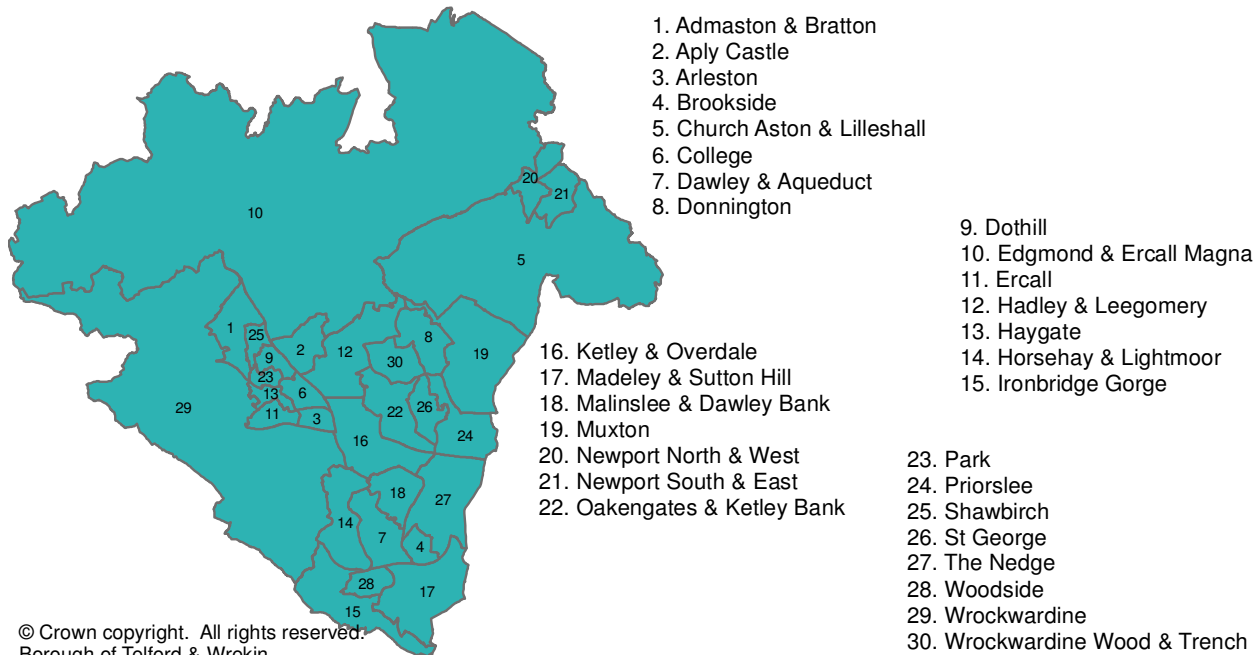 1. Admaston & Bratton
2. Aply Castle
3. Arleston
4. Brookside
5. Church Aston & Lilleshall
6. College
7. Dawley & Aqueduct
8. Donnington
9. Dothill
10. Edgmond & Ercall Magna
11. Ercall
12. Hadley & Leegomery
13. Haygate
14. Horsehay & Lightmoor
15. Ironbridge Gorge
16. Ketley & Overdale
17. Madeley & Sutton Hill
18. Malinslee & Dawley Bank
19. Muxton
20. Newport North & West
21. Newport South & East
22. Oakengates & Ketley Bank
23. Park
24. Priorslee
25. Shawbirch
26. St George
27. The Nedge
28. Woodside
29. Wrockwardine
30. Wrockwardine Wood & Trench
20
21
10
5
1
25
2
12
8
19
9
30
23
13
6
29
11
3
22
26
16
24
18
27
14
7
4
28
17
15
© Crown copyright. All rights reserved.
Borough of Telford & Wrekin